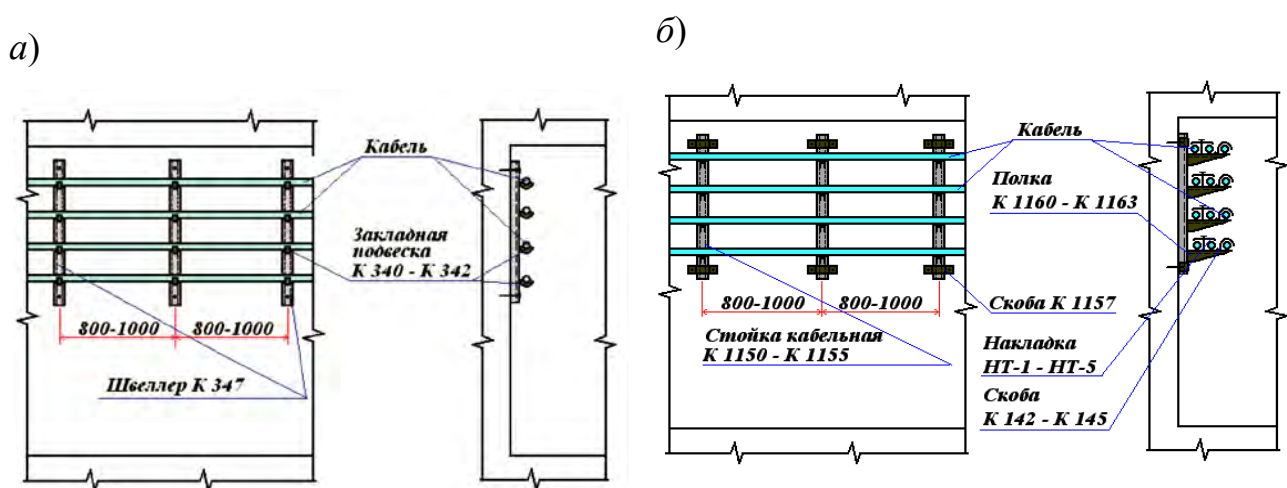 а)
Кабель
Закладная
подвеска
К 340 - К 342
800-1000 800-1000
Швеллер К 347
б)
Кабель
Полка
К 1160 - К 1163
800-1000 800-1000
Скоба К 1157
Стойка кабельная
К 1150 - К 1155
Накладка
НТ-1 - НТ-5
Скоба
К 142 - К 145